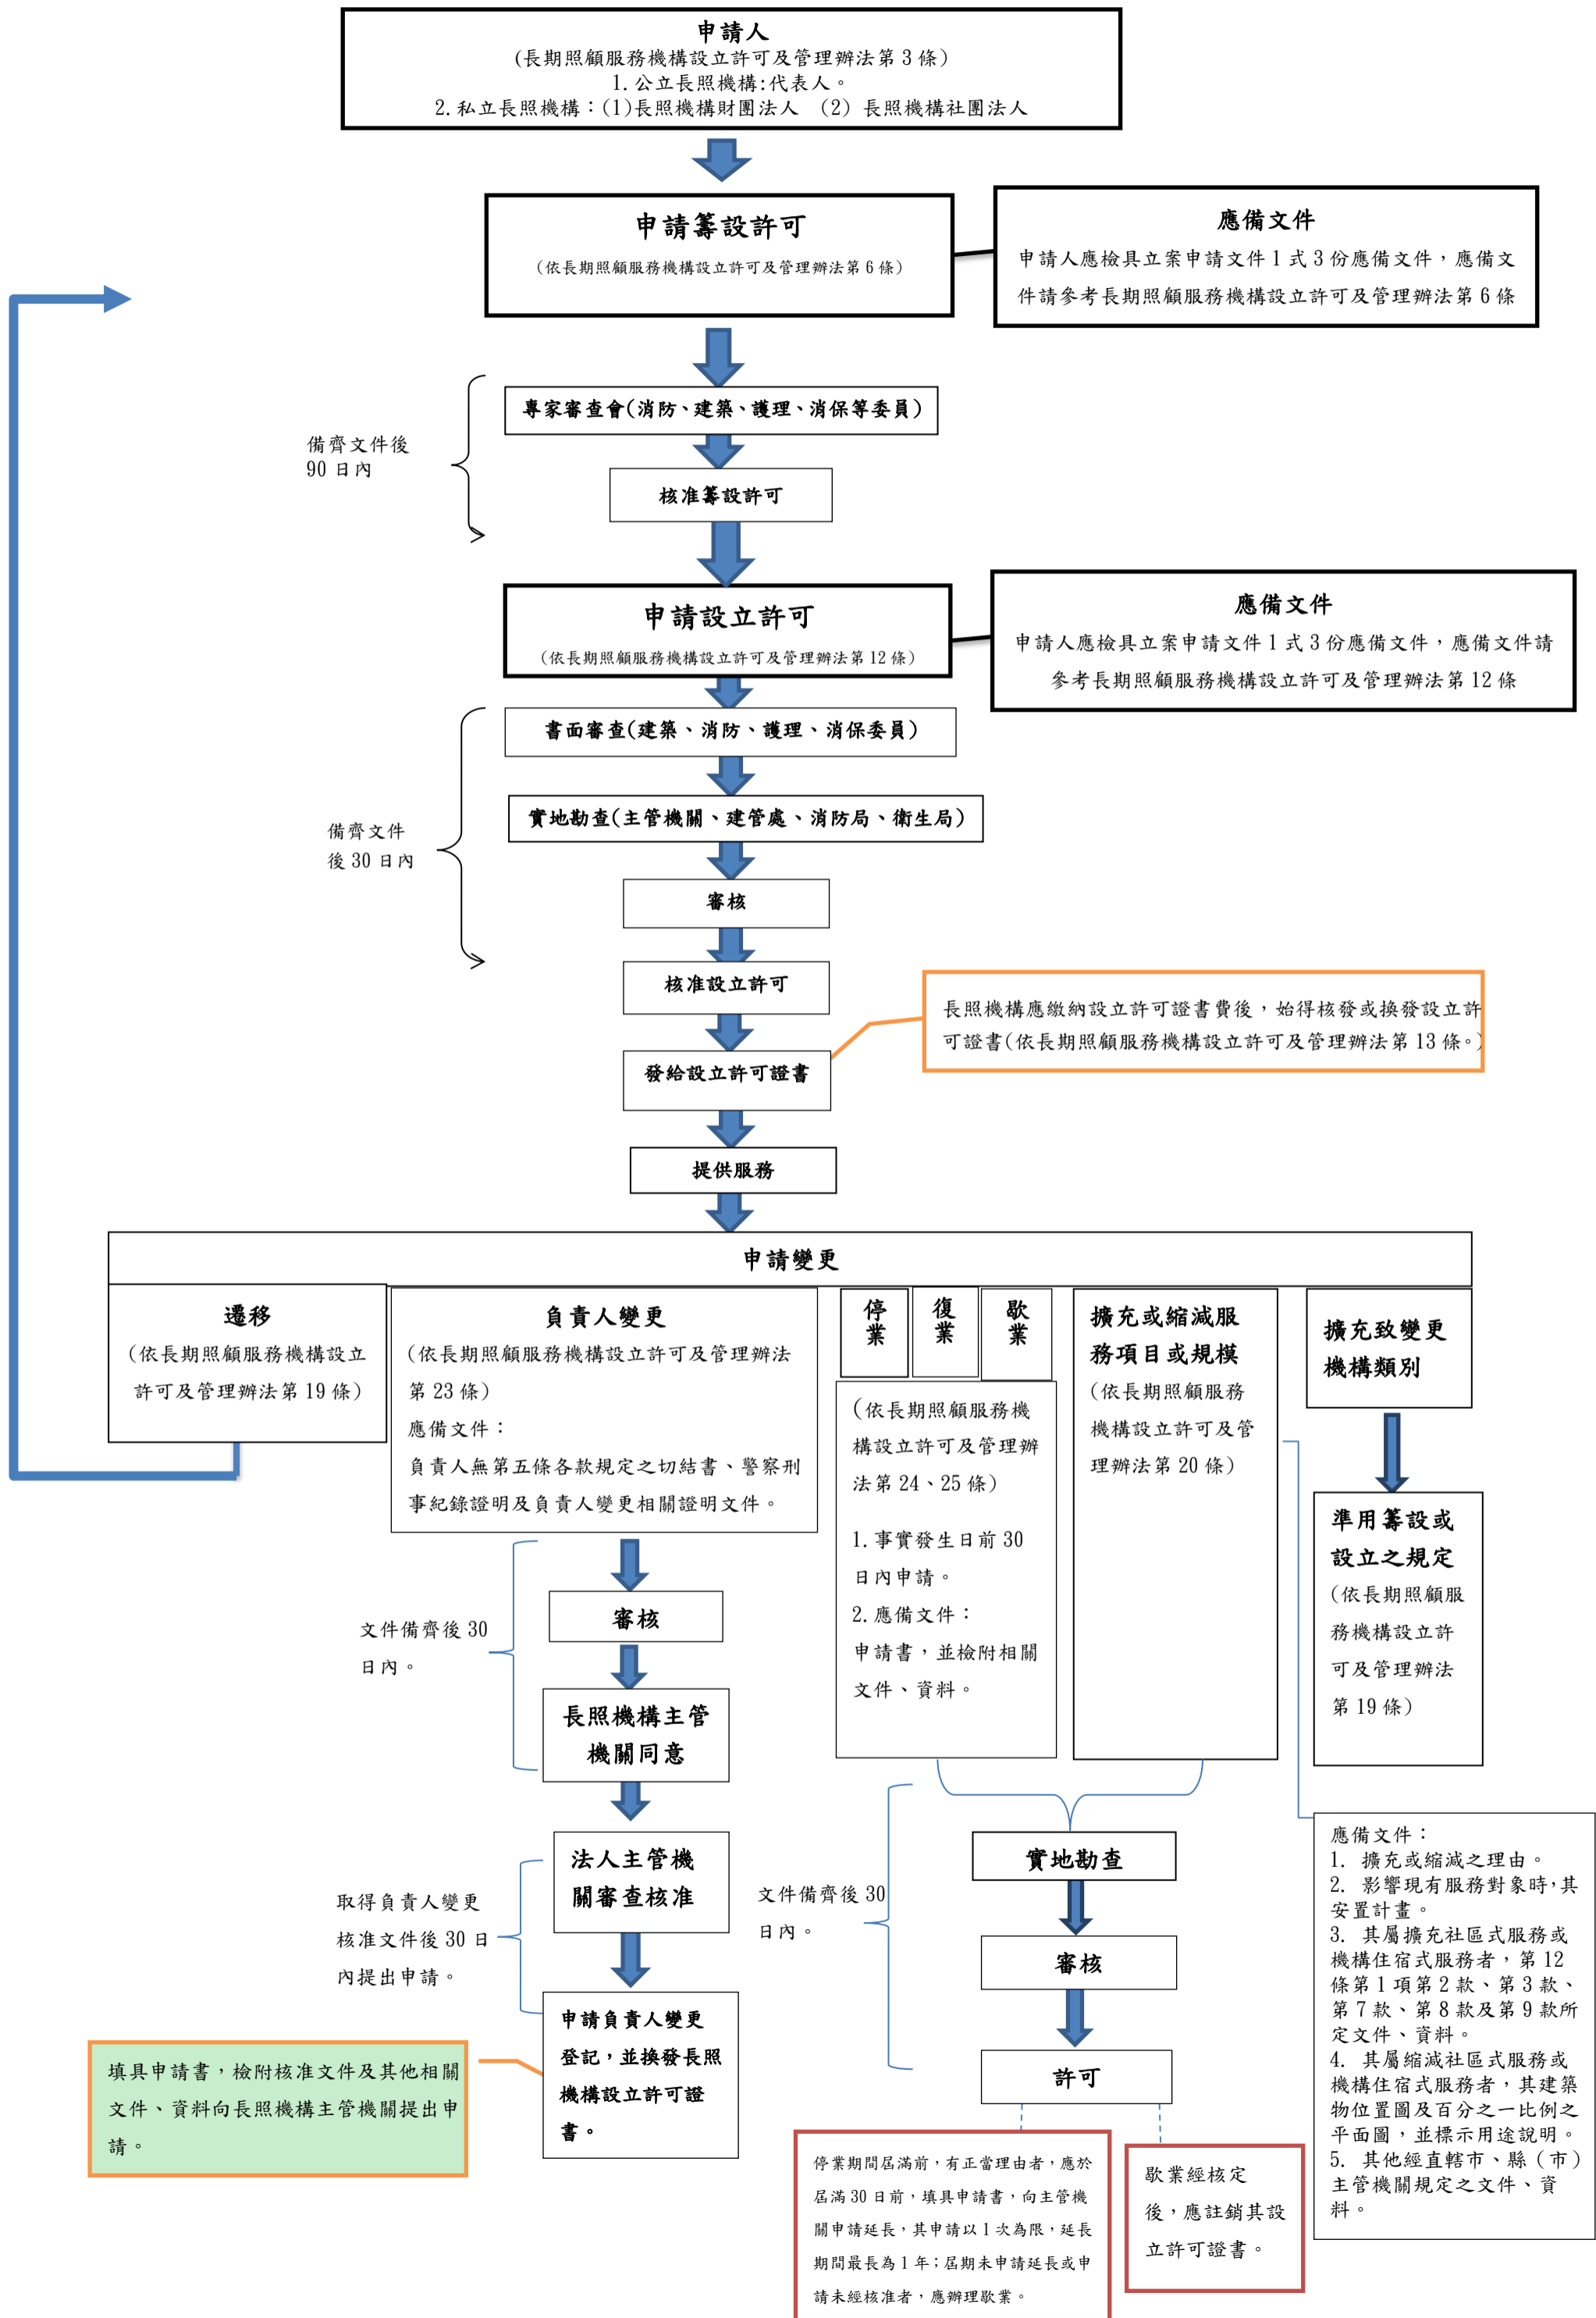 申請人
(長期照顧服務機構設立許可及管理辦法第 3 條)
1.公立長照機構:代表人。
2.私立長照機構：(1)長照機構財團法人 (2) 長照機構社團法人
申請籌設許可
(依長期照顧服務機構設立許可及管理辦法第 6 條)
應備文件
申請人應檢具立案申請文件 1 式 3 份應備文件，應備文
件請參考長期照顧服務機構設立許可及管理辦法第 6 條
專家審查會(消防、建築、護理、消保等委員)
備齊文件後
90 日內
核准籌設許可
申請設立許可
(依長期照顧服務機構設立許可及管理辦法第 12 條)
應備文件
申請人應檢具立案申請文件 1 式 3 份應備文件，應備文件請
參考長期照顧服務機構設立許可及管理辦法第 12 條
書面審查(建築、消防、護理、消保委員)
實地勘查(主管機關、建管處、消防局、衛生局)
備齊文件
後 30 日內
審核
核准設立許可
長照機構應繳納設立許可證書費後，始得核發或換發設立許
可證書(依長期照顧服務機構設立許可及管理辦法第 13 條。)
發給設立許可證書
提供服務
申請變更
遷移
(依長期照顧服務機構設立
許可及管理辦法第 19 條)
負責人變更
(依長期照顧服務機構設立許可及管理辦法
第 23 條)
應備文件：
負責人無第五條各款規定之切結書、警察刑
事紀錄證明及負責人變更相關證明文件。
停業
復業
歇業
(依長期照顧服務機
構設立許可及管理辦
法第 24、25 條)
1.事實發生日前 30
日內申請。
2.應備文件：
申請書，並檢附相關
文件、資料。
擴充或縮減服
務項目或規模
(依長期照顧服務
機構設立許可及管
理辦法第 20 條)
擴充致變更
機構類別
準用籌設或
設立之規定
(依長期照顧服
務機構設立許
可及管理辦法
第 19 條)
文件備齊後 30
日內。
審核
長照機構主管
機關同意
法人主管機
關審查核准
取得負責人變更
核准文件後 30 日
內提出申請。
申請負責人變更
登記，並換發長照
機構設立許可證
書。
填具申請書，檢附核准文件及其他相關
文件、資料向長照機構主管機關提出申
請。
文件備齊後 30
日內。
實地勘查
審核
許可
停業期間屆滿前，有正當理由者，應於
屆滿 30 日前，填具申請書，向主管機
關申請延長，其申請以 1 次為限，延長
期間最長為 1 年；屆期未申請延長或申
請未經核准者，應辦理歇業。
歇業經核定
後，應註銷其設
立許可證書。
應備文件：
1. 擴充或縮減之理由。
2. 影響現有服務對象時，其
安置計畫。
3. 其屬擴充社區式服務或
機構住宿式服務者，第 12
條第 1 項第 2 款、第 3 款、
第 7 款、第 8 款及第 9 款所
定文件、資料。
4. 其屬縮減社區式服務或
機構住宿式服務者，其建築
物位置圖及百分之一比例之
平面圖，並標示用途說明。
5. 其他經直轄市、縣（市）
主管機關規定之文件、資
料。